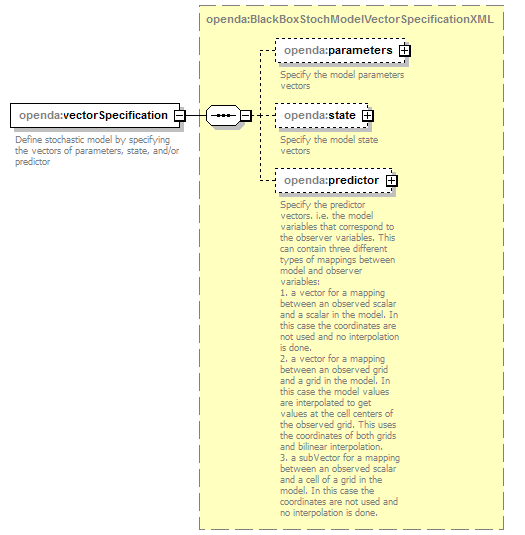 openda:BlackBoxStochModelVectorSpecificationXML
openda:vectorSpecification
Define stochastic model by specifying
the vectors of parameters, state, and/or
predictor
openda:parameters
Specify the model parameters
vectors
openda:state
Specify the model state
vectors
openda:predictor
Specify the predictor
vectors. i.e. the model
variables that correspond to
the observer variables. This
can contain three different
types of mappings between
model and observer
variables:
1. a vector for a mapping
between an observed scalar
and a scalar in the model. In
this case the coordinates are
not used and no interpolation
is done.
2. a vector for a mapping
between an observed grid
and a grid in the model. In
this case the model values
are interpolated to get
values at the cell centers of
the observed grid. This uses
the coordinates of both grids
and bilinear interpolation.
3. a subVector for a mapping
between an observed scalar
and a cell of a grid in the
model. In this case the
coordinates are not used and
no interpolation is done.